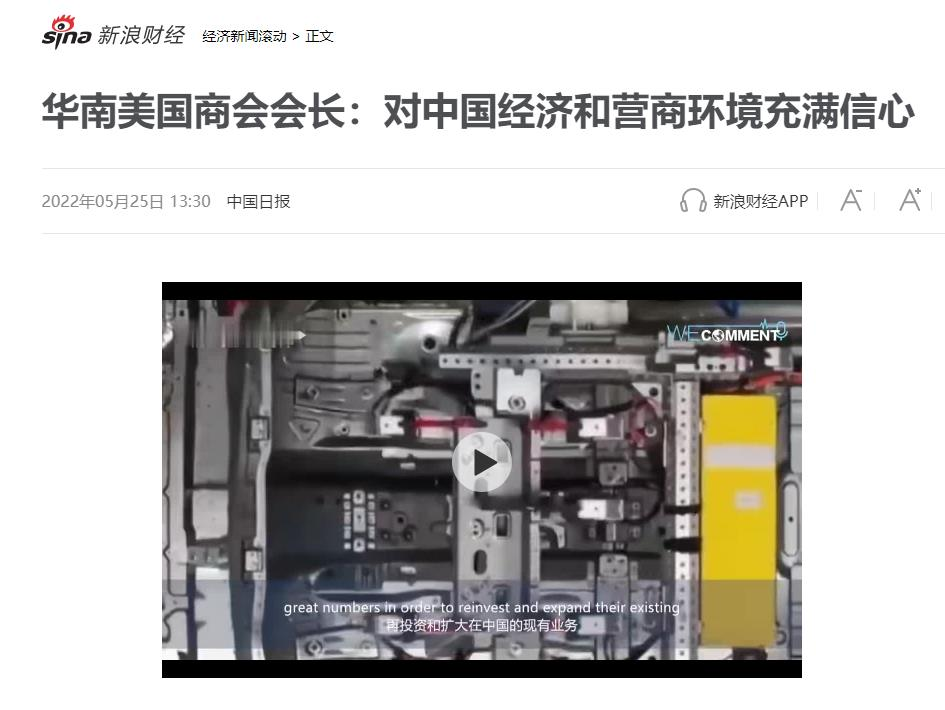 sina 新浪财经 经济新闻滚动 > 正文
华南美国商会会长：对中国经济和营商环境充满信心
2022年05月25日 13:30 中国日报 新浪财经APP A- A+
WECOMMENT
great numbers in order to reinvest and expand their existing
再投资和扩大在中国的现有业务